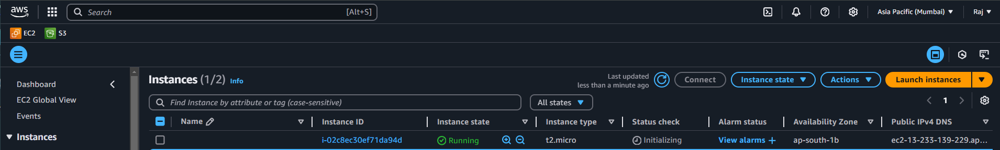 aws Search [Alt+S] Asia Pacific (Mumbai) Raj
EC2 S3
Dashboard
EC2 Global View
Events
Instances
Instances (1/2) Info
Last updated
less than a minute ago
Connect Instance state Actions Launch instances
Find Instance by attribute or tag (case-sensitive) All states 1
Name Instance ID Instance state Instance type Status check Alarm status Availability Zone Public IPv4 DNS
i-02c8ec30ef71da94d Running t2.micro Initializing View alarms + ap-south-1b ec2-13-233-139-229.ap...